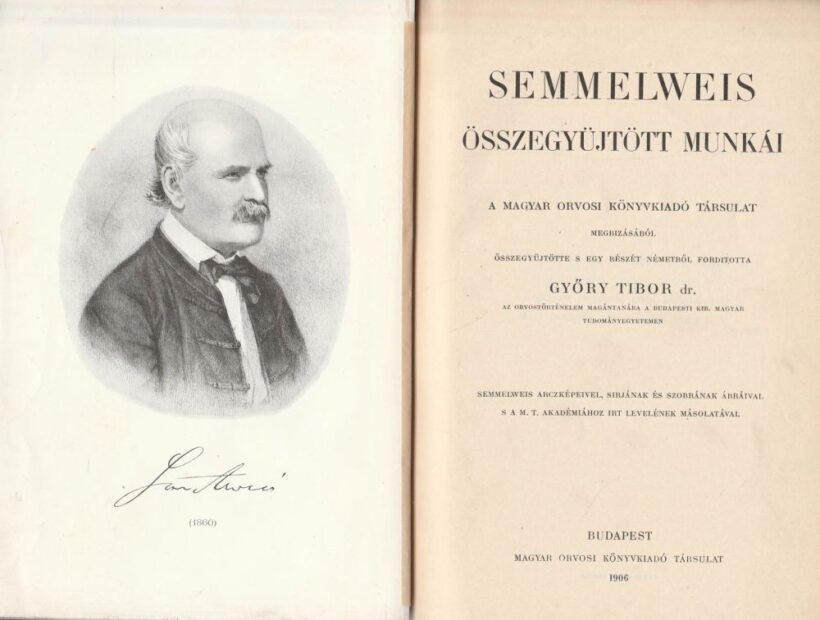 (1860)
SEMMELWEIS
ÖSSZEGYÜJTÖTT MUNKÁI
A MAGYAR ORVOSI KÖNYVKIADÓ TÁRSULAT
MEGBIZÁSÁBÓL
ÖSSZEGYÜJTÖTTE S EGY RÉSZÉT NÉMETBŐL FORDITOTTA
GYŐRY TIBOR dr.
AZ ORVOSTÖRTÉNELEM MAGÁNTANÁRA A BUDAPESTI KIR. MAGYAR
TUDOMÁNYEGYETEMEN
SEMMELWEIS ARCZKÉPEIVEL, SIRJÁNAK ÉS SZOBRÁNAK ÁBRÁIVAL
S A M. T. AKADÉMIÁHOZ IRT LEVELÉNEK MÁSOLATÁVAL
BUDAPEST
MAGYAR ORVOSI KÖNYVKIADÓ TÁRSULAT
1906